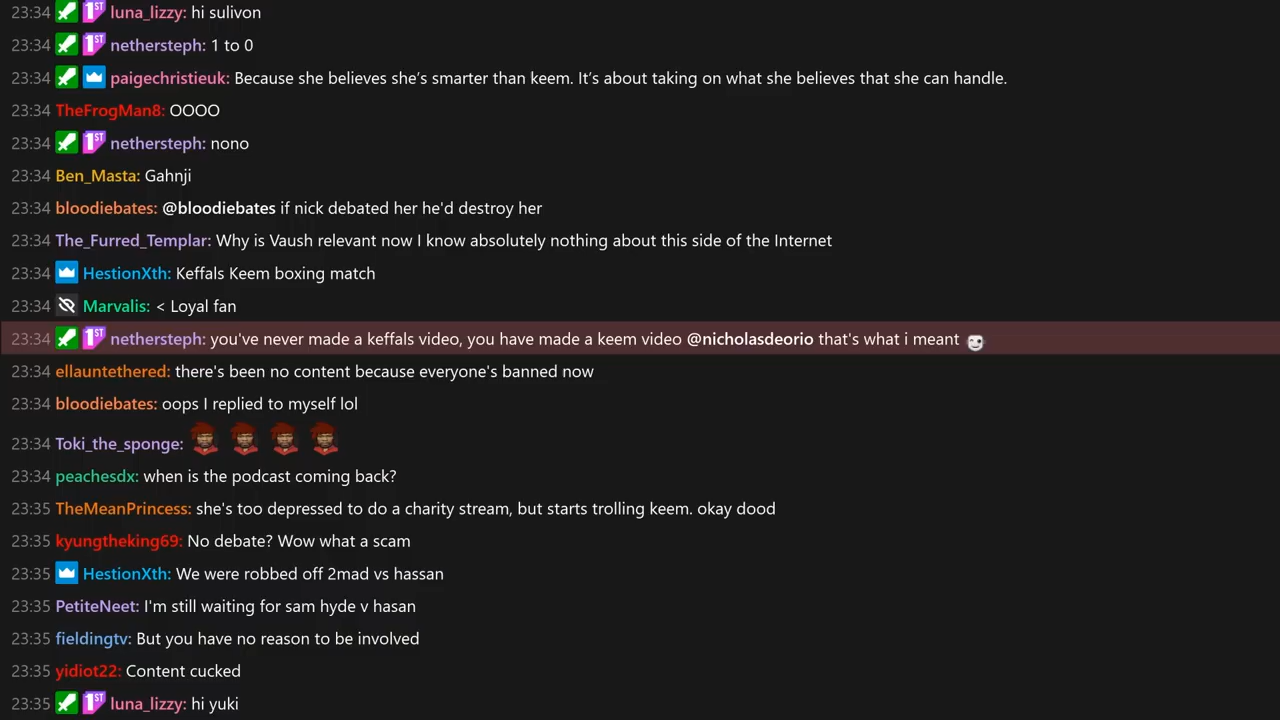 23:34 1ST luna_lizzy: hi sulivon
23:34 1ST nethersteph: 1 to 0
23:34 paigechristieuk: Because she believes she’s smarter than keem. It’s about taking on what she believes that she can handle.
23:34 TheFrogMan8: OOOO
23:34 1ST nethersteph: nono
23:34 Ben_Masta: Gahnji
23:34 bloodiebates: @bloodiebates if nick debated her he'd destroy her
23:34 The_Furred_Templar: Why is Vaush relevant now I know absolutely nothing about this side of the Internet
23:34 HestionXth: Keffals Keem boxing match
23:34 Marvalis: < Loyal fan
23:34 1ST nethersteph: you've never made a keffals video, you have made a keem video @nicholasdeorio that's what i meant
23:34 ellauntethered: there's been no content because everyone's banned now
23:34 bloodiebates: oops I replied to myself lol
23:34 Toki_the_sponge:
23:34 peachesdx: when is the podcast coming back?
23:35 TheMeanPrincess: she's too depressed to do a charity stream, but starts trolling keem. okay dood
23:35 kyungtheking69: No debate? Wow what a scam
23:35 HestionXth: We were robbed off 2mad vs hassan
23:35 PetiteNeet: I'm still waiting for sam hyde v hasan
23:35 fieldingtv: But you have no reason to be involved
23:35 yidiot22: Content cucked
23:35 1ST luna_lizzy: hi yuki